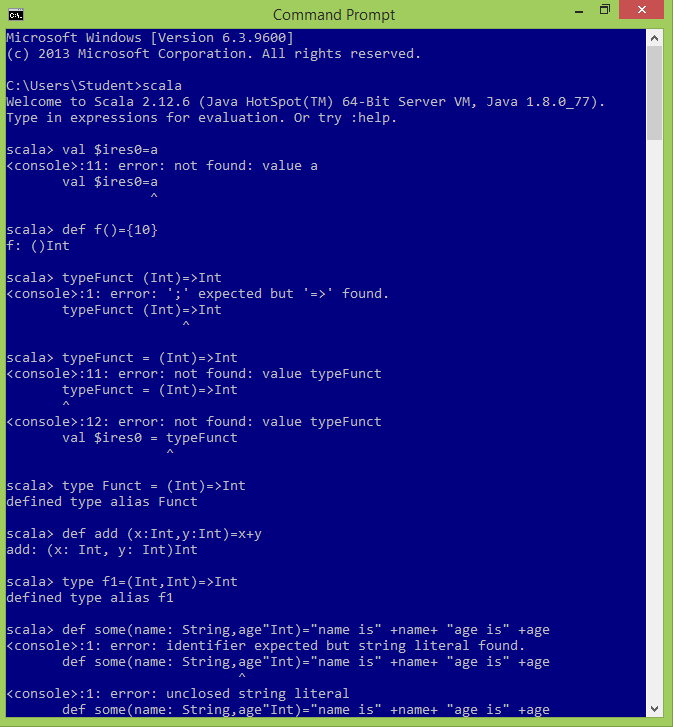 Command Prompt
Microsoft Windows [Version 6.3.9600]
(c) 2013 Microsoft Corporation. All rights reserved.
C:\Users\Student>scala
Welcome to Scala 2.12.6 (Java HotSpot(TM) 64-Bit Server VM, Java 1.8.0_77).
Type in expressions for evaluation. Or try :help.
scala> val $ires0=a
<console>:11: error: not found: value a
       val $ires0=a
                  ^
scala> def f()={10}
f: ()Int
scala> typeFunct (Int)=>Int
<console>:1: error: ';' expected but '=>' found.
       typeFunct (Int)=>Int
                      ^
scala> typeFunct = (Int)=>Int
<console>:11: error: not found: value typeFunct
       typeFunct = (Int)=>Int
       ^
<console>:12: error: not found: value typeFunct
       val $ires0 = typeFunct
                    ^
scala> type Funct = (Int)=>Int
defined type alias Funct
scala> def add (x:Int,y:Int)=x+y
add: (x: Int, y: Int)Int
scala> type f1=(Int,Int)=>Int
defined type alias f1
scala> def some(name: String,age"Int)="name is" +name+ "age is" +age
<console>:1: error: identifier expected but string literal found.
       def some(name: String,age"Int)="name is" +name+ "age is" +age
                             ^
<console>:1: error: unclosed string literal
       def some(name: String,age"Int)="name is" +name+ "age is" +age